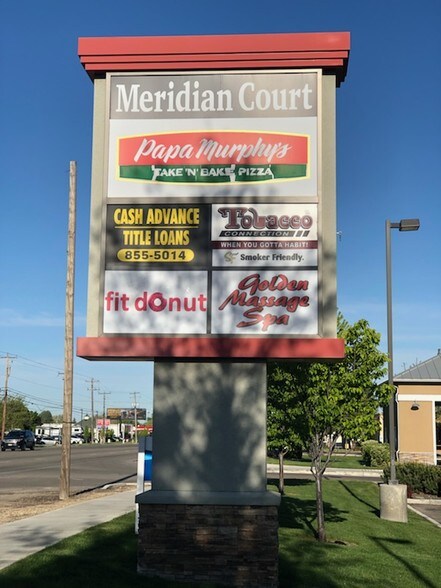 Meridian Court
Papa Murphy's
TAKE 'N' BAKE PIZZA
CASH ADVANCE
TITLE LOANS
855-5014
Tobacco
CONNECTION
WHEN YOU GOTTA HABIT!
Smoker Friendly.
fit donut
Golden
Massage
Spa